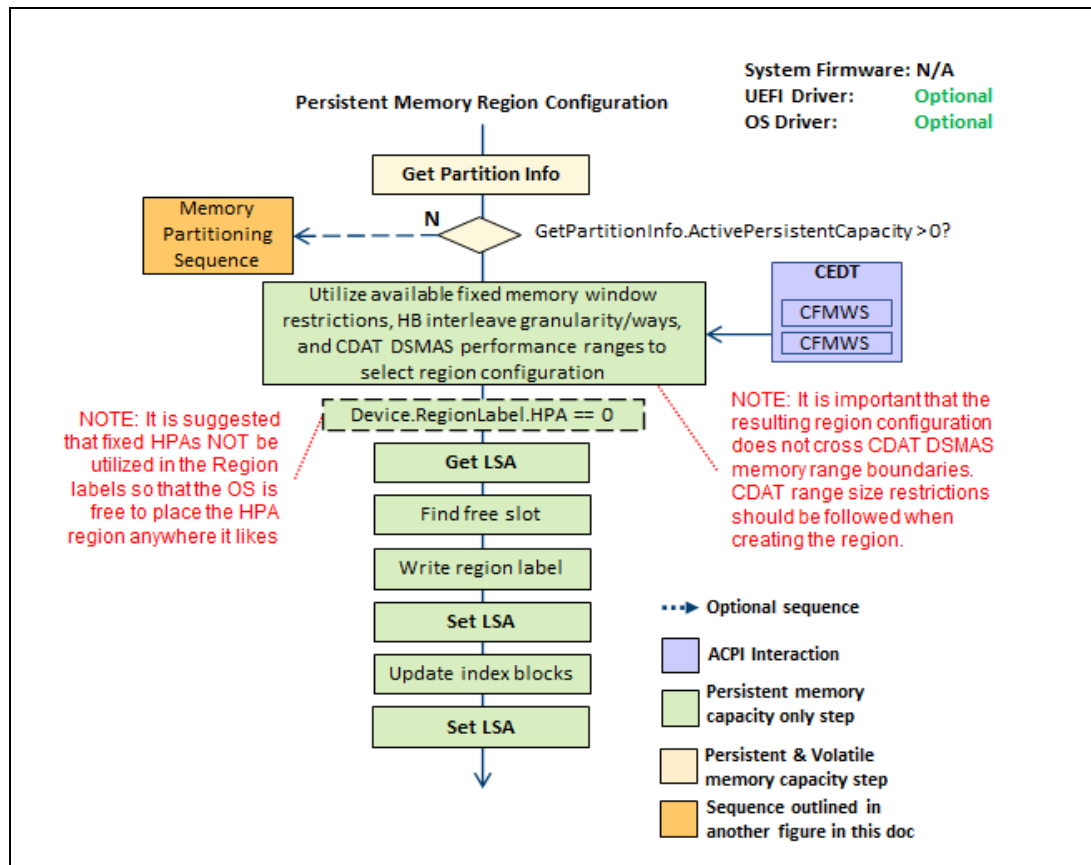 System Firmware: N/A
UEFI Driver: Optional
OS Driver: Optional
Persistent Memory Region Configuration
Get Partition Info
Memory
Partitioning
Sequence
N
GetPartitionInfo.ActivePersistentCapacity >0?
CEDT
CFMWS
CFMWS
Utilize available fixed memory window
restrictions, HB interleave granularity/ways,
and CDAT DSMAS performance ranges to
select region configuration
NOTE: It is suggested
that fixed HPAs NOT be
utilized in the Region
labels so that the OS is
free to place the HPA
region anywhere it likes
Device.RegionLabel.HPA == 0
NOTE: It is important that the
resulting region configuration
does not cross CDAT DSMAS
memory range boundaries.
CDAT range size restrictions
should be followed when
creating the region.
Get LSA
Find free slot
Write region label
Set LSA
Update index blocks
Set LSA
Optional sequence
ACPI Interaction
Persistent memory
capacity only step
Persistent & Volatile
memory capacity step
Sequence outlined in
another figure in this doc